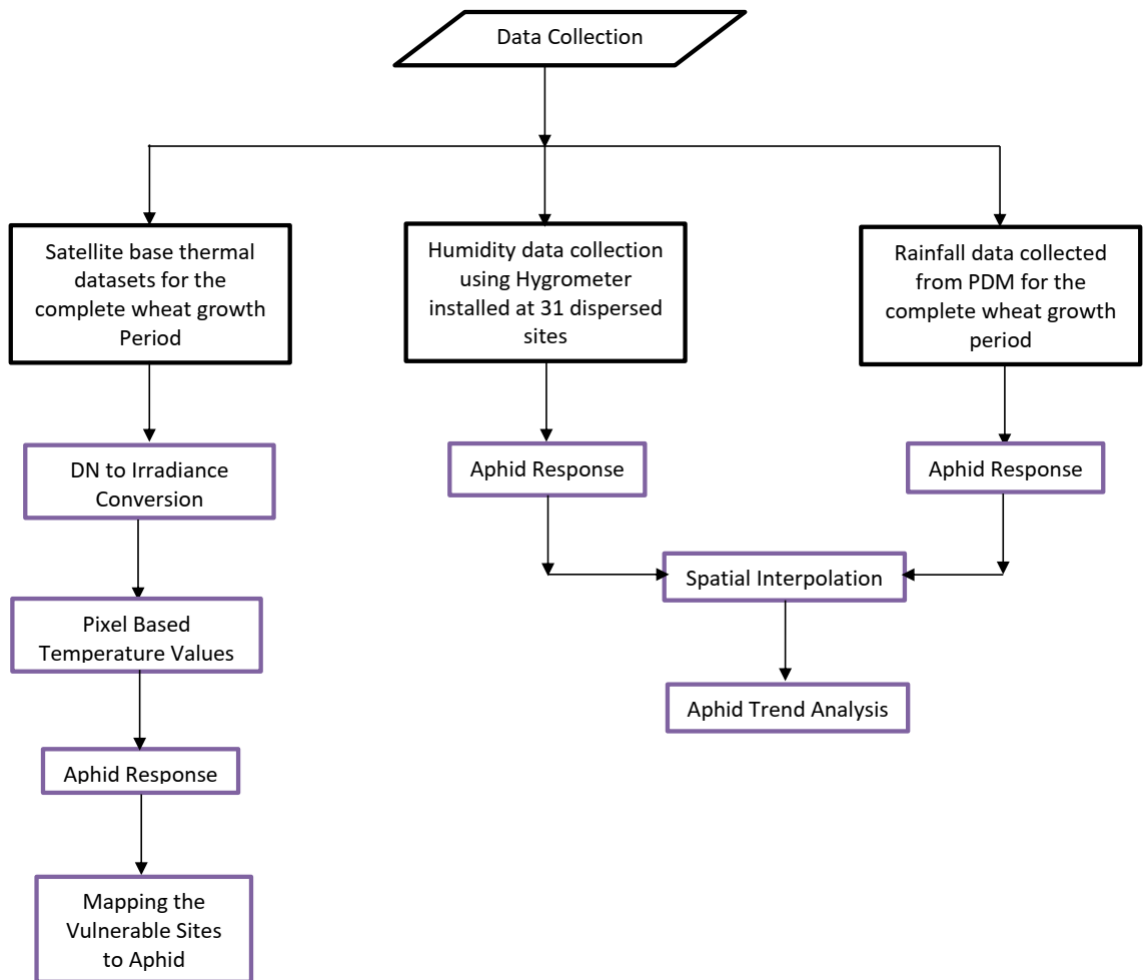 Data Collection
Satellite base thermal
datasets for the
complete wheat growth
Period
Humidity data collection
using Hygrometer
installed at 31 dispersed
sites
Rainfall data collected
from PDM for the
complete wheat growth
period
DN to Irradiance
Conversion
Aphid Response
Aphid Response
Spatial Interpolation
Pixel Based
Temperature Values
Aphid Trend Analysis
Aphid Response
Mapping the
Vulnerable Sites
to Aphid